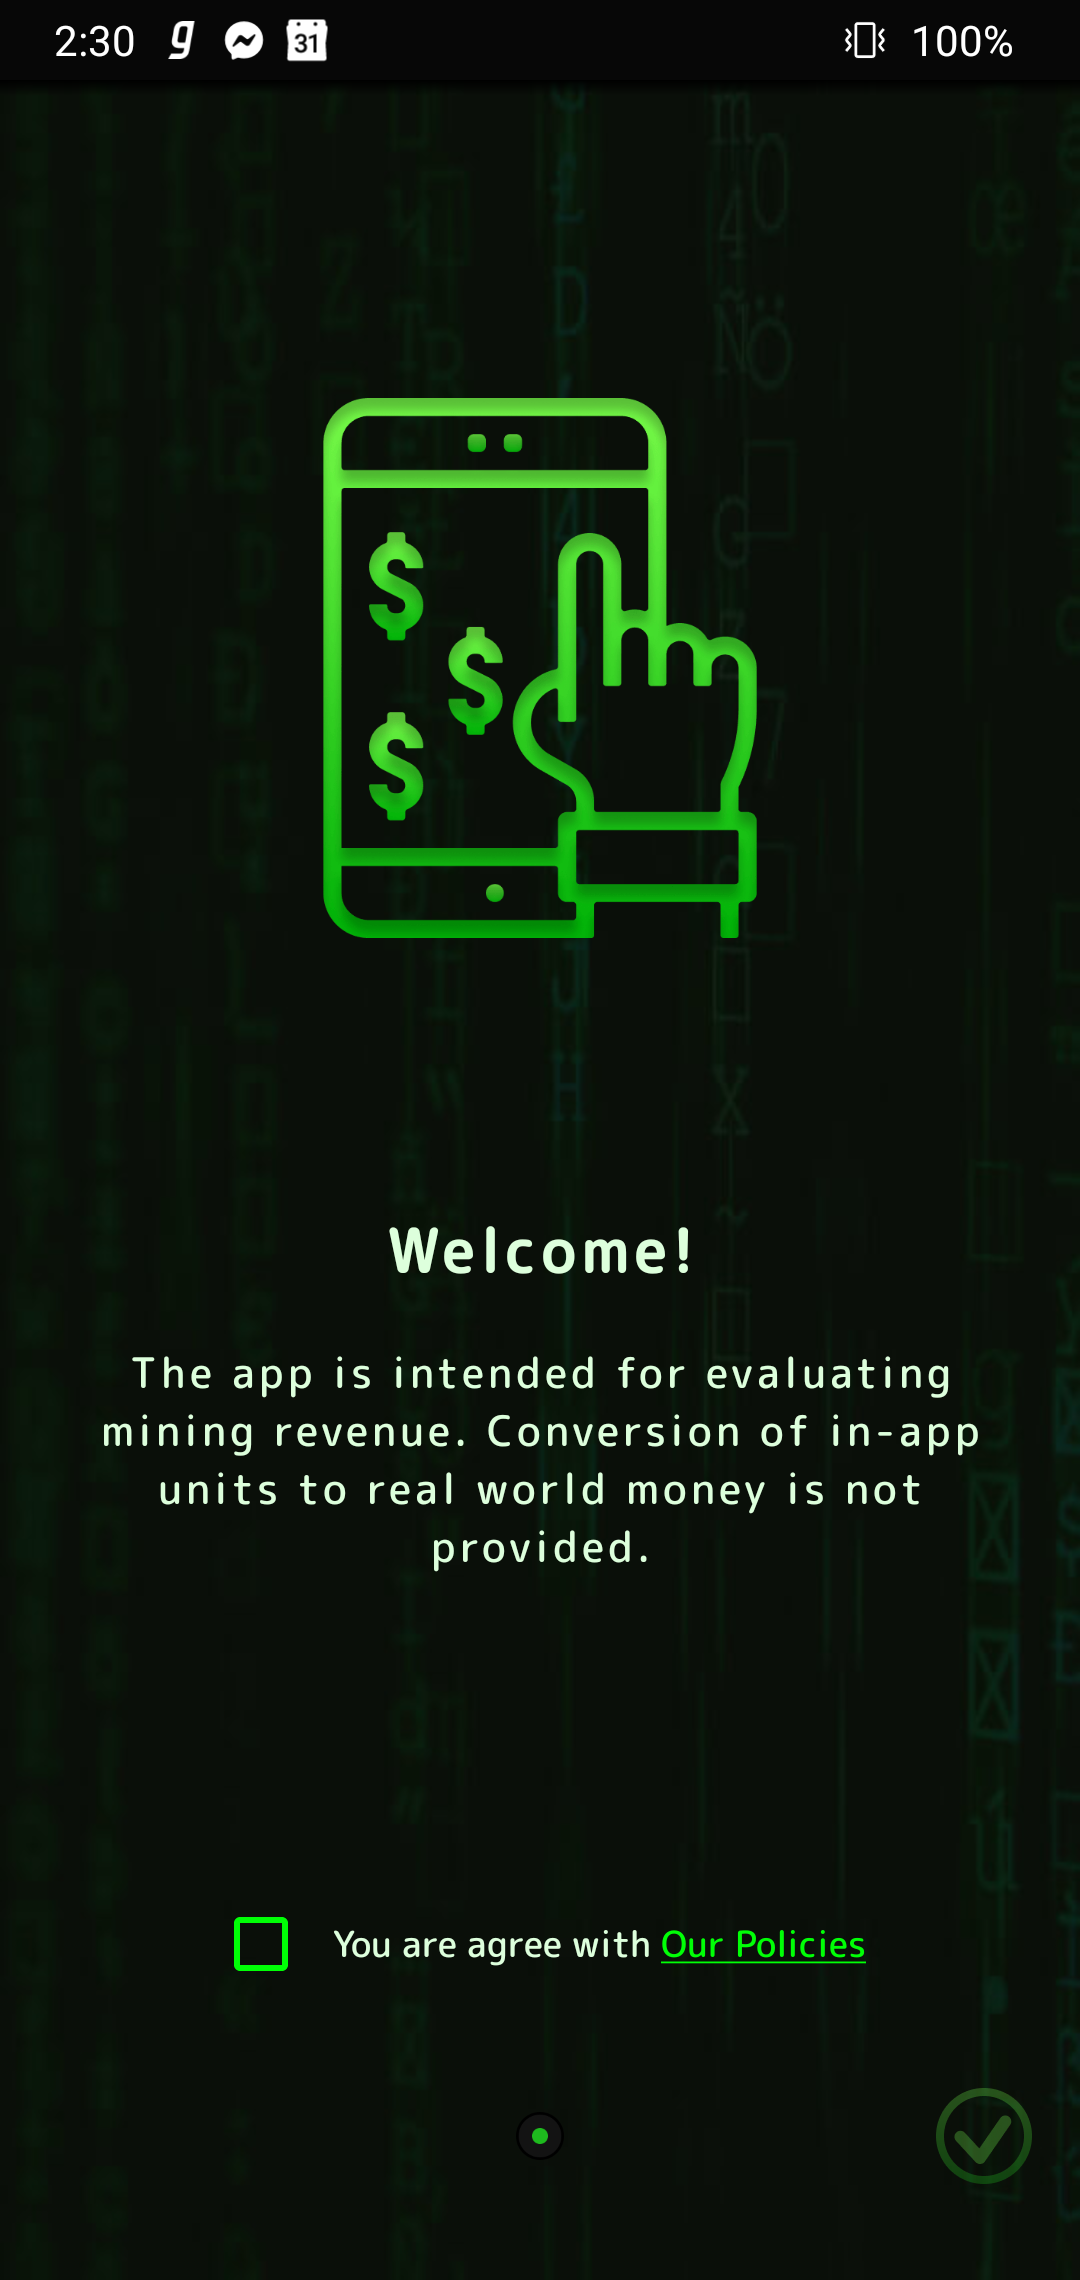 2:30 g 31 100%
Welcome!
The app is intended for evaluating
mining revenue. Conversion of in-app
units to real world money is not
provided.
You are agree with Our Policies